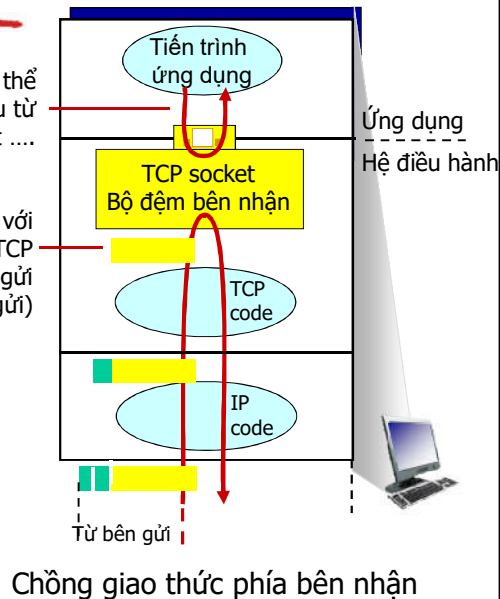 Tiến trình
ứng dụng
thể
từ
….
Ứng dụng
Hệ điều hành
TCP socket
Bộ đệm bên nhận
với
TCP
gửi
gửi)
TCP
code
IP
code
Từ bên gửi
Chồng giao thức phía bên nhận